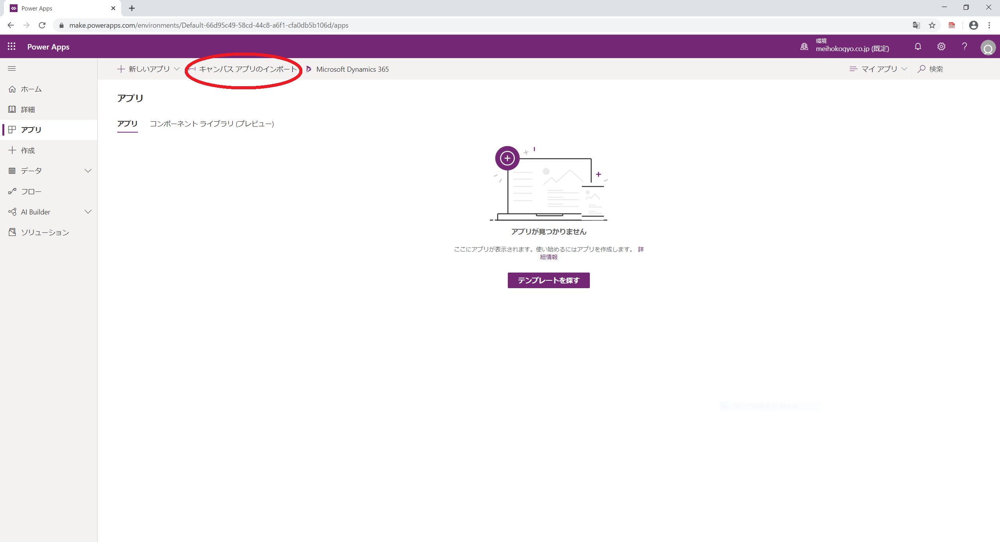 Power Apps
make.powerapps.com/environments/Default-66d95c49-58cd-44c8-a6f1-cfa0db5b106d/apps
Power Apps
環境
meihokogyo.co.jp (既定)
新しいアプリ キャンバス アプリのインポート Microsoft Dynamics 365 マイ アプリ 検索
ホーム
詳細
アプリ
作成
データ
フロー
AI Builder
ソリューション
アプリ
アプリ コンポーネント ライブラリ (プレビュー)
アプリが見つかりません
ここにアプリが表示されます。使い始めるにはアプリを作成します。 詳
細情報
テンプレートを探す